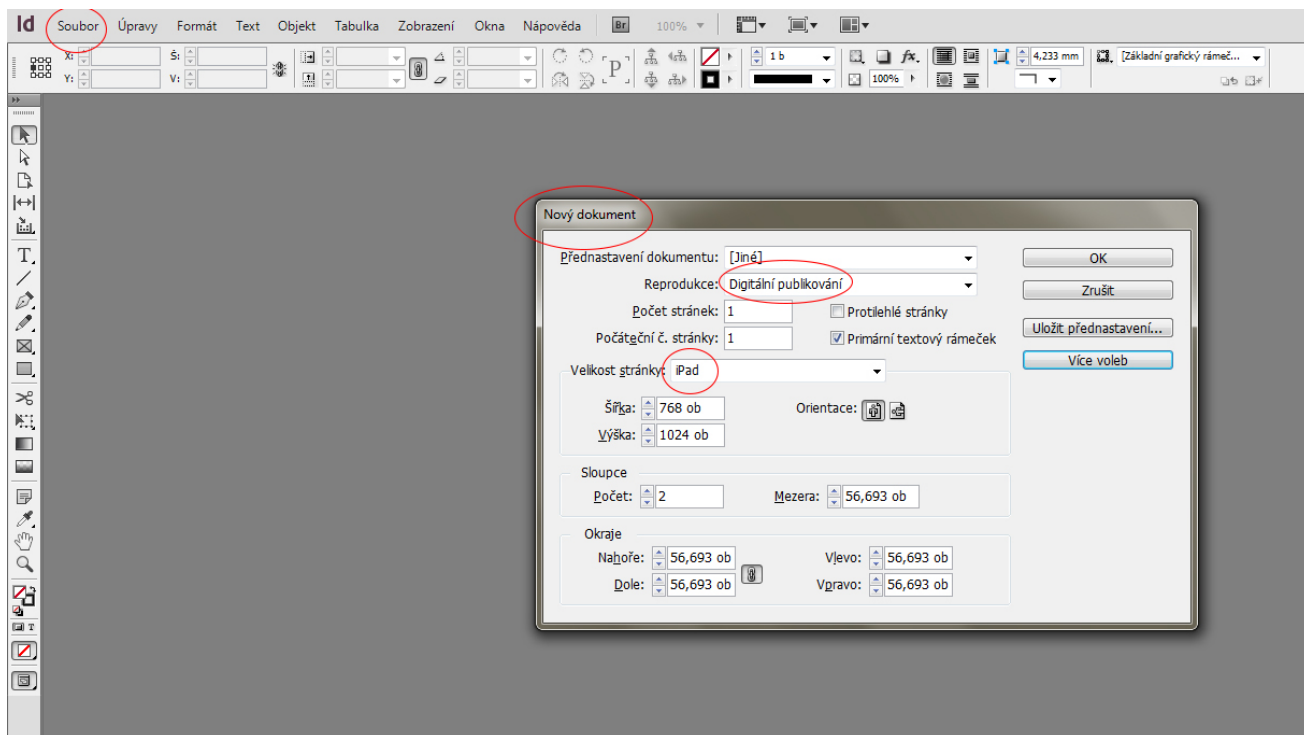 Id Soubor Úpravy Formát Text Objekt Tabulka Zobrazení Okna Nápověda Br 100%
X: Š: P 1 b fx. 4,233 mm [Základní grafický rámeč...
Y: V: 100%
T
Nový dokument
Přednastavení dokumentu: [Jiné] OK
Reprodukce: Digitální publikování Zrušit
Počet stránek: 1 Protilehlé stránky
Počáteční č. stránky: 1 Primární textový rámeček Uložit přednastavení...
Velikost stránky: iPad Více voleb
Šířka: 768 ob Orientace:
Výška: 1024 ob
Sloupce
Počet: 2 Mezera: 56,693 ob
Okraje
Nahoře: 56,693 ob Vlevo: 56,693 ob
Dole: 56,693 ob Vpravo: 56,693 ob
T